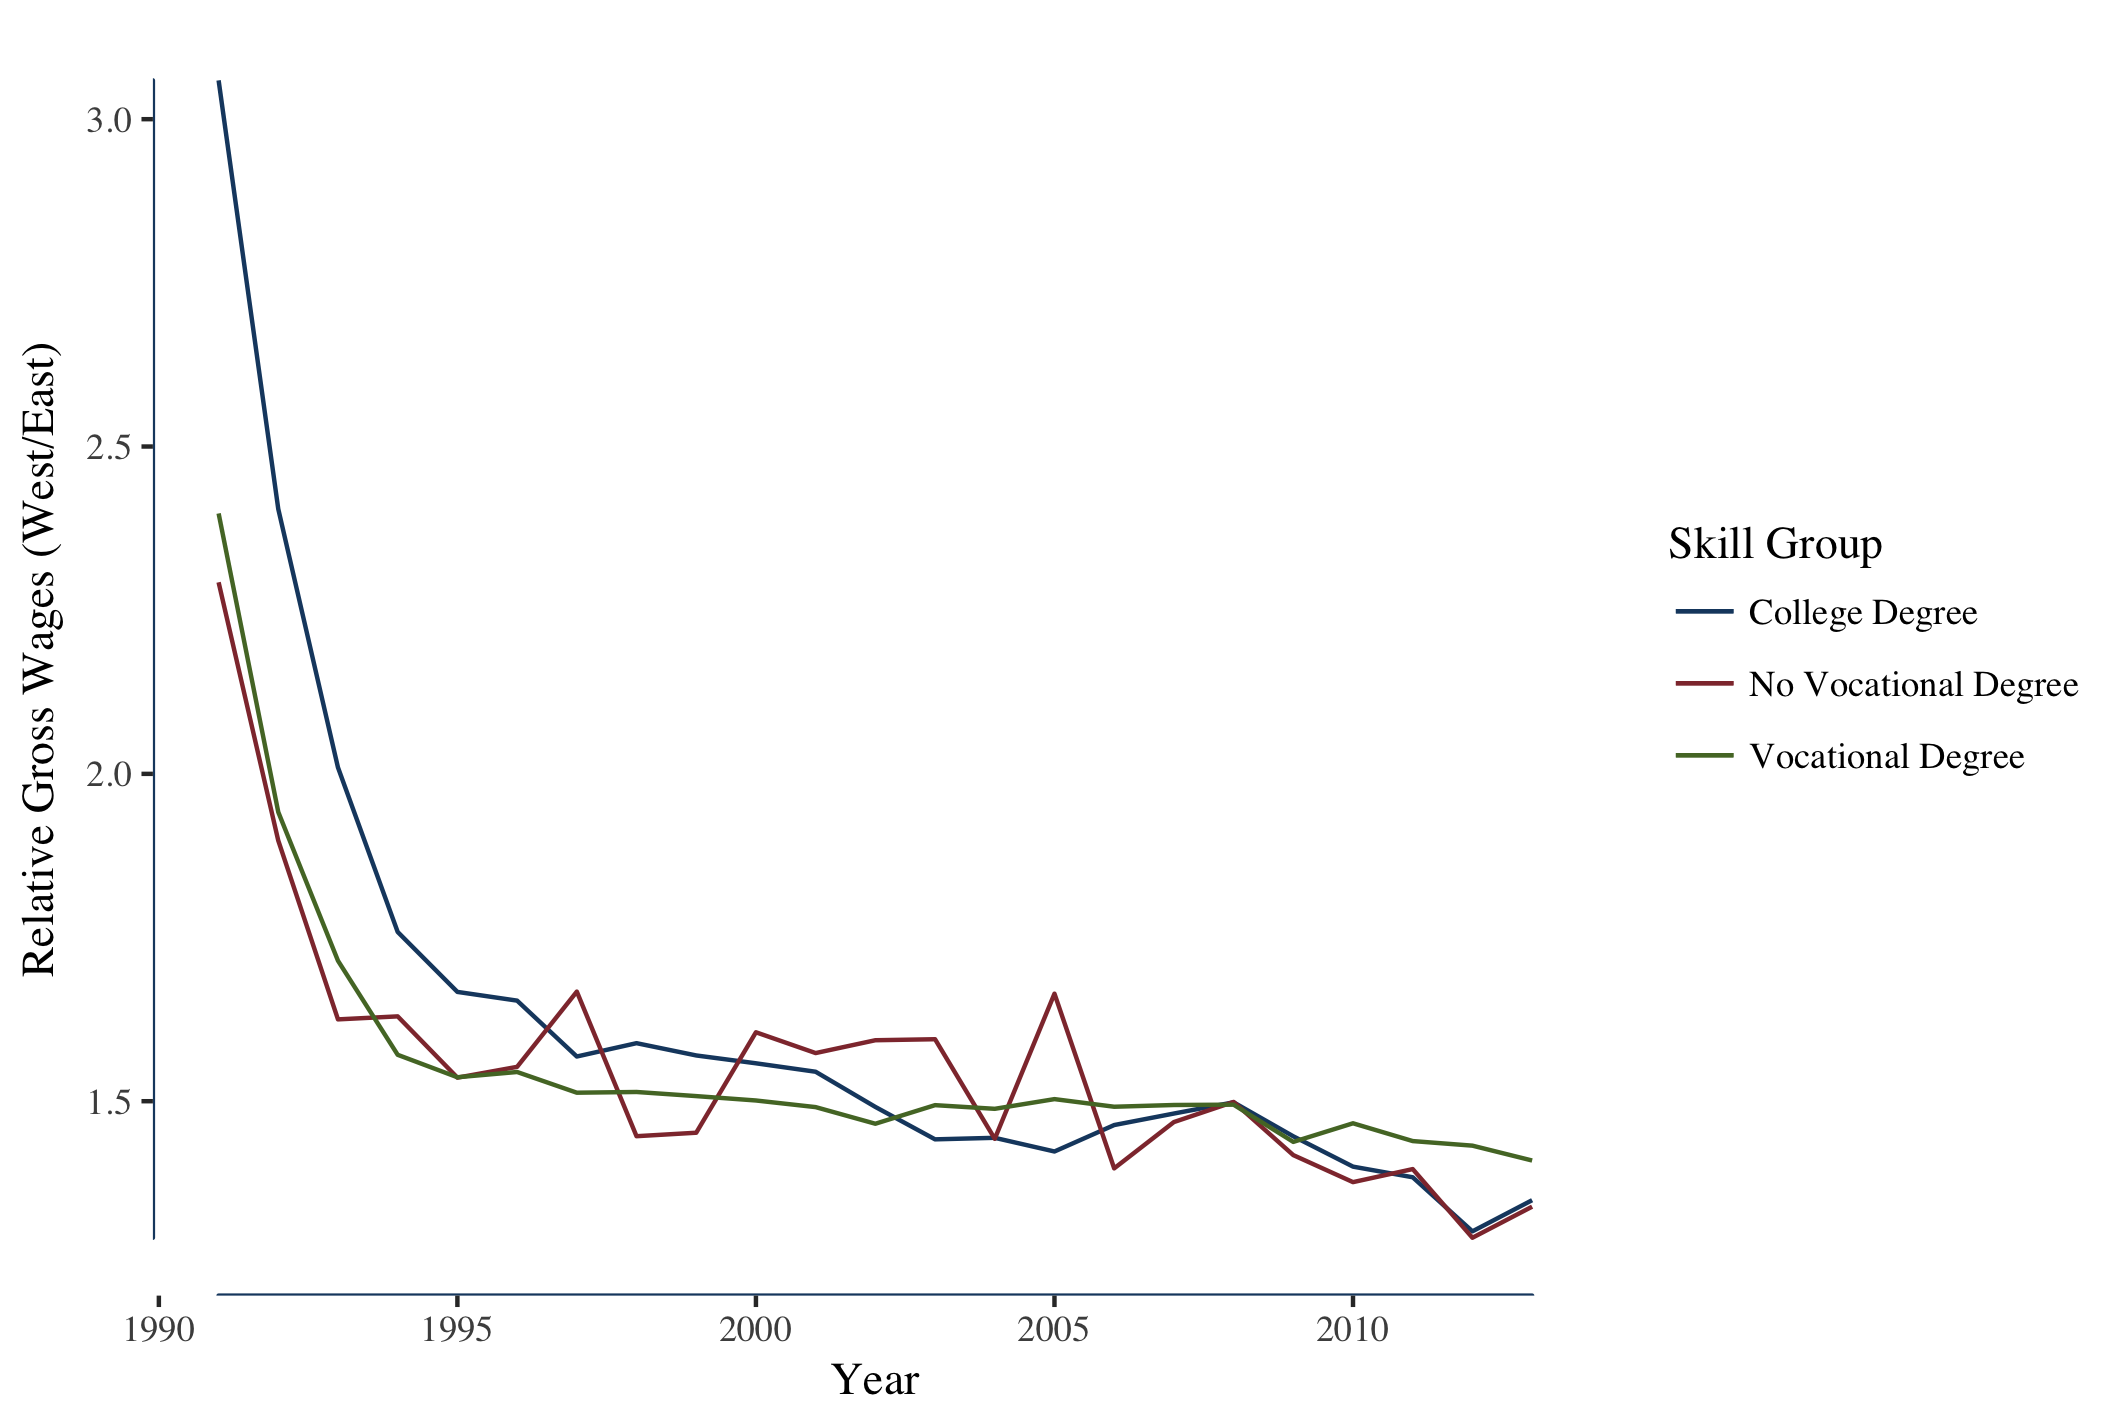 3.0
2.5
2.0
1.5
Relative Gross Wages (West/East)
1990 1995 2000 2005 2010
Year
Skill Group
College Degree
No Vocational Degree
Vocational Degree